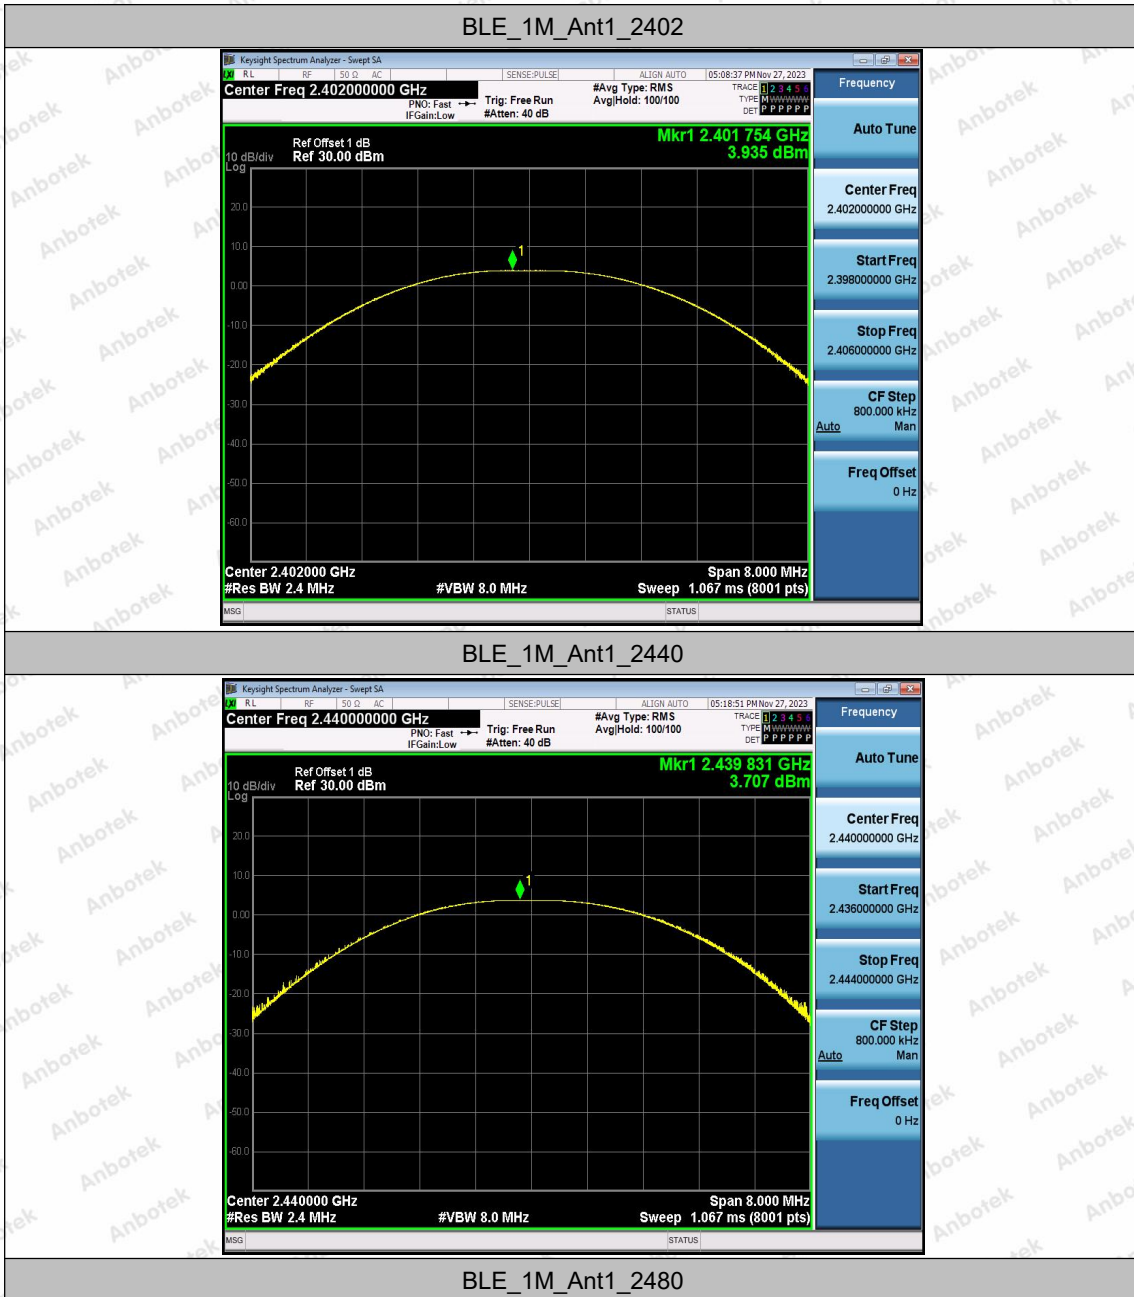 BLE_1M_Ant1_2402
Keysight Spectrum Analyzer - Swept SA
LXI RL RF 50 Ω AC SENSE:PULSE ALIGN AUTO 05:08:37 PM Nov 27, 2023
Center Freq 2.402000000 GHz
PNO: Fast
IFGain:Low
Trig: Free Run
#Atten: 40 dB
#Avg Type: RMS
Avg|Hold: 100/100
TRACE 1 2 3 4 5 6
TYPE M W W W W W
DET P P P P P P
Frequency
Ref Offset 1 dB
10 dB/div Ref 30.00 dBm
Log
Mkr1 2.401 754 GHz
3.935 dBm
Auto Tune
20.0
10.0
0.00
-10.0
-20.0
-30.0
-40.0
-50.0
-60.0
1
Center Freq
2.402000000 GHz
Start Freq
2.398000000 GHz
Stop Freq
2.406000000 GHz
CF Step
800.000 kHz
Auto Man
Freq Offset
0 Hz
Center 2.402000 GHz Span 8.000 MHz
#Res BW 2.4 MHz #VBW 8.0 MHz Sweep 1.067 ms (8001 pts)
MSG STATUS
BLE_1M_Ant1_2440
Keysight Spectrum Analyzer - Swept SA
LXI RL RF 50 Ω AC SENSE:PULSE ALIGN AUTO 05:18:51 PM Nov 27, 2023
Center Freq 2.440000000 GHz
PNO: Fast
IFGain:Low
Trig: Free Run
#Atten: 40 dB
#Avg Type: RMS
Avg|Hold: 100/100
TRACE 1 2 3 4 5 6
TYPE M W W W W W
DET P P P P P P
Frequency
Ref Offset 1 dB
10 dB/div Ref 30.00 dBm
Log
Mkr1 2.439 831 GHz
3.707 dBm
Auto Tune
20.0
10.0
0.00
-10.0
-20.0
-30.0
-40.0
-50.0
-60.0
1
Center Freq
2.440000000 GHz
Start Freq
2.436000000 GHz
Stop Freq
2.444000000 GHz
CF Step
800.000 kHz
Auto Man
Freq Offset
0 Hz
Center 2.440000 GHz Span 8.000 MHz
#Res BW 2.4 MHz #VBW 8.0 MHz Sweep 1.067 ms (8001 pts)
MSG STATUS
BLE_1M_Ant1_2480
Anbotek